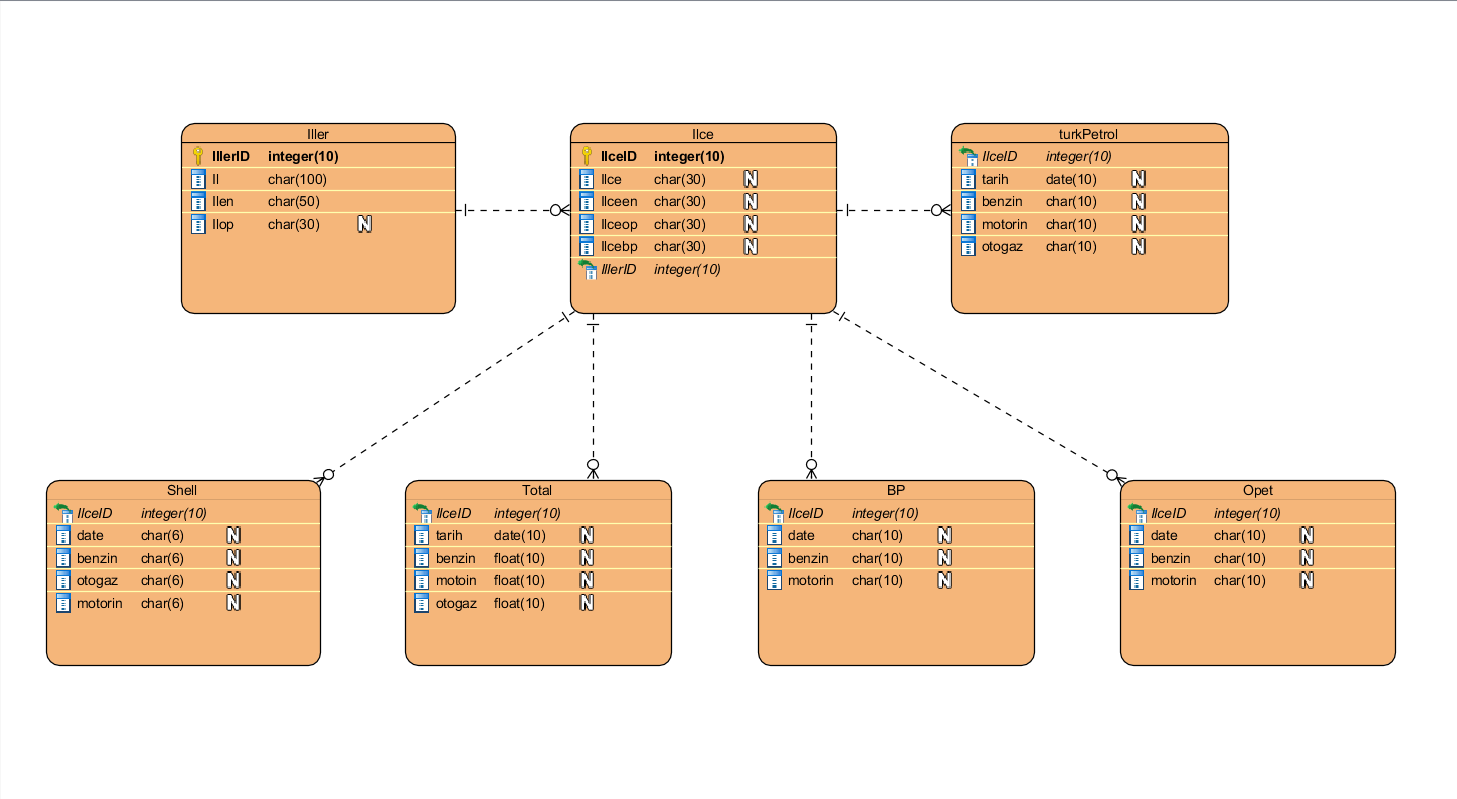 Iller
IllerID integer(10)
Il char(100)
Ilen char(50)
Ilop char(30) N
Ilce
IlceID integer(10)
Ilce char(30) N
Ilceen char(30) N
Ilceop char(30) N
Ilcebp char(30) N
IllerID integer(10)
turkPetrol
IlceID integer(10)
tarih date(10) N
benzin char(10) N
motorin char(10) N
otogaz char(10) N
Shell
IlceID integer(10)
date char(6) N
benzin char(6) N
otogaz char(6) N
motorin char(6) N
Total
IlceID integer(10)
tarih date(10) N
benzin float(10) N
motoin float(10) N
otogaz float(10) N
BP
IlceID integer(10)
date char(10) N
benzin char(10) N
motorin char(10) N
Opet
IlceID integer(10)
date char(10) N
benzin char(10) N
motorin char(10) N